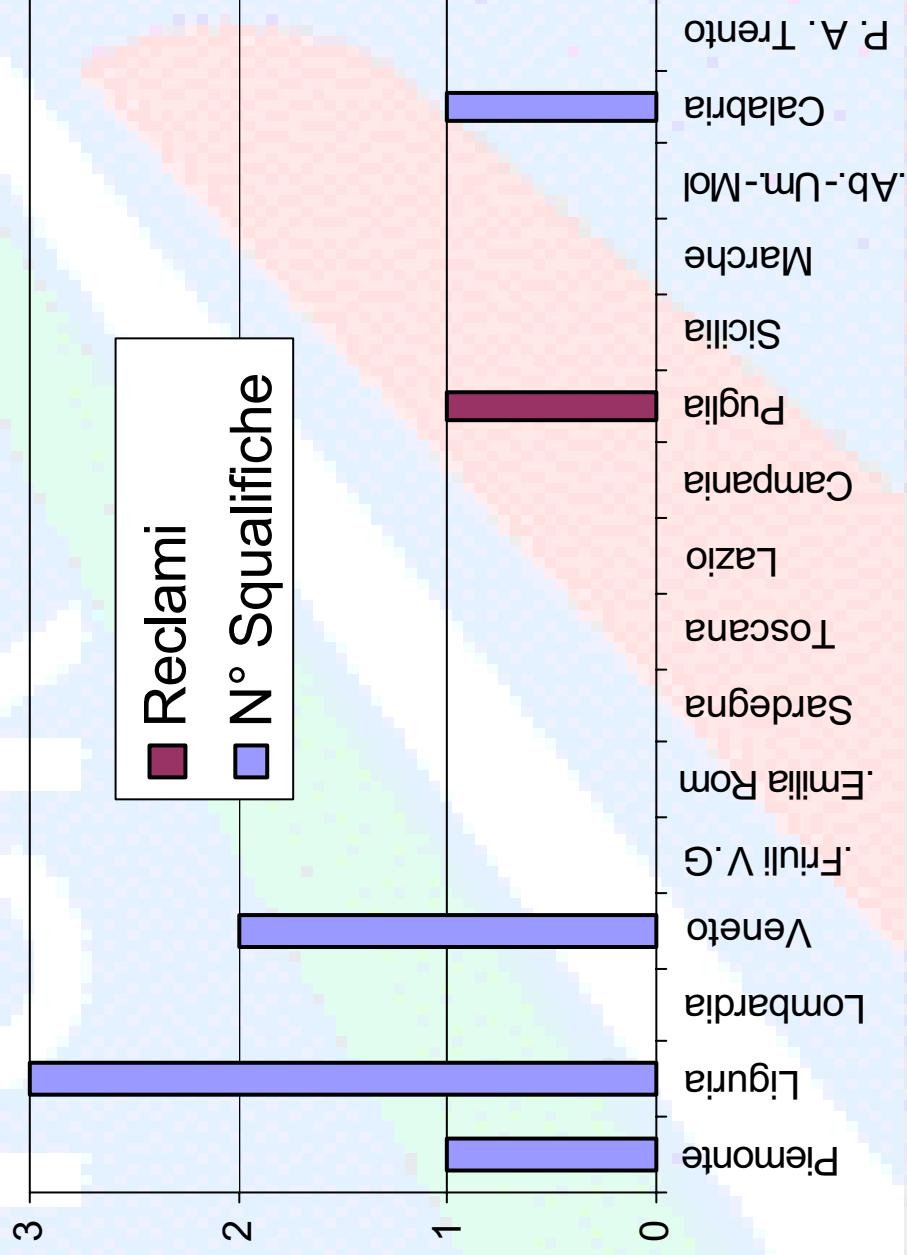 3
2
1
0
Reclami
N° Squalifiche
Piemonte
Liguria
Lombardia
Veneto
Friuli V.G.
Emilia Rom.
Sardegna
Toscana
Lazio
Campania
Puglia
Sicilia
Marche
Ab.-Um.-Mol.
Calabria
P. A. Trento